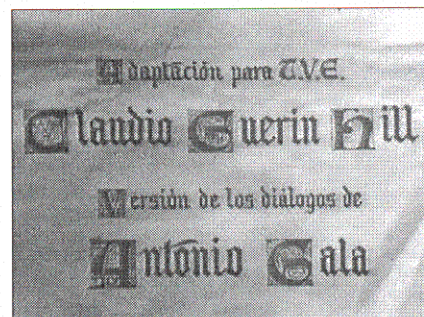 Adaptación para T.V.E.
Claudio Guerin Hill
Versión de los diálogos de
Antonio Gala